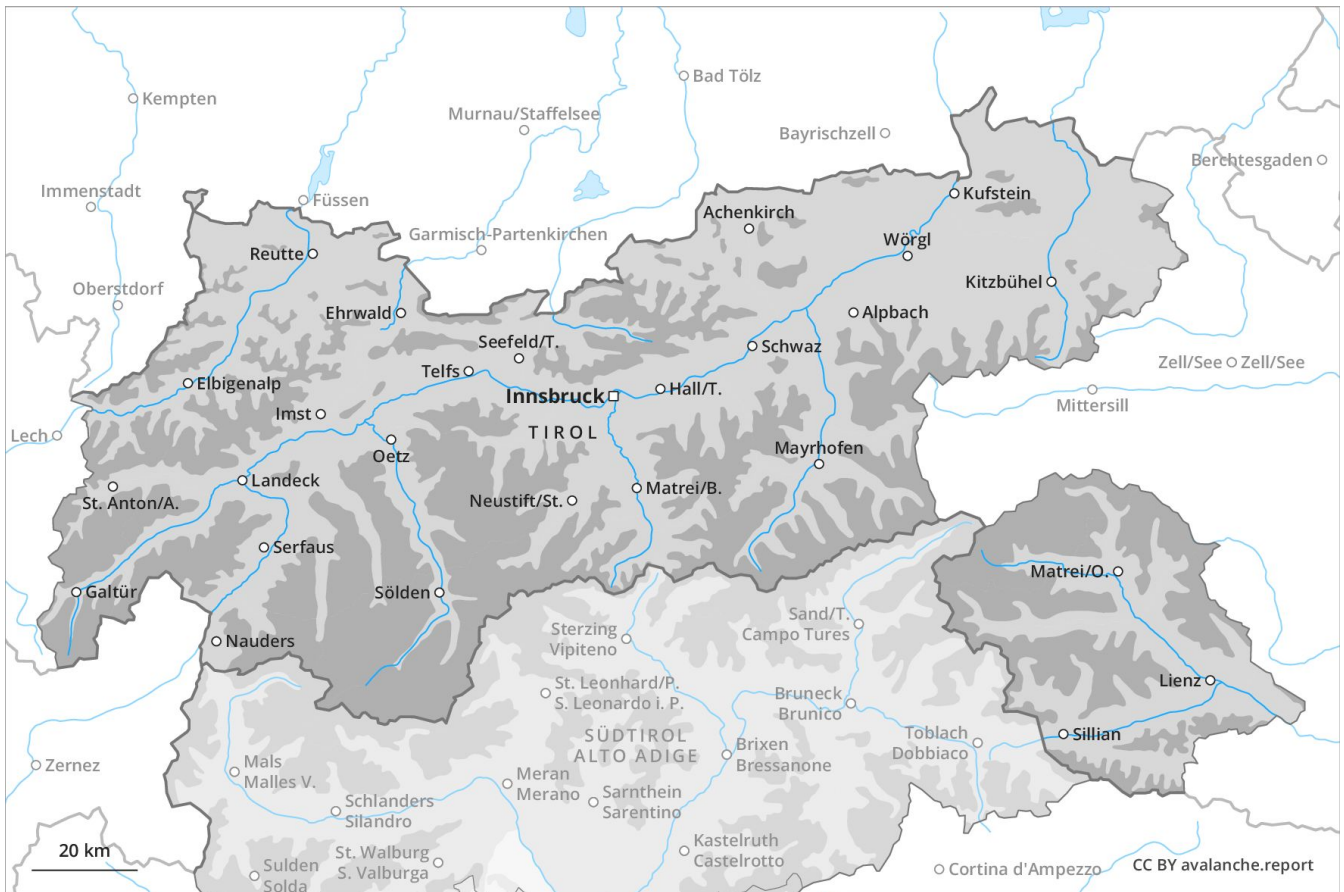 Bad Tölz
Kempten
Murnau/Staffelsee
Bayrischzell
Berchtesgaden
Immenstadt
Füssen
Kufstein
Achenkirch
Garmisch-Partenkirchen
Wörgl
Reutte
Oberstdorf
Kitzbühel
Ehrwald
Alpbach
Seefeld/T.
Schwaz
Zell/See
Zell/See
Telfs
Elbigenalp
Hall/T.
Innsbruck
Mittersill
Imst
Lech
TIROL
Mayrhofen
Oetz
Landeck
Matrei/B.
St. Anton/A.
Neustift/St.
Serfaus
Matrei/O.
Galtür
Sölden
Sand/T.
Campo Tures
Sterzing
Vipiteno
Nauders
Lienz
St. Leonhard/P.
S. Leonardo i. P.
Bruneck
Brunico
Sillian
Toblach
Dobbiaco
SÜDTIROL
ALTO ADIGE
Brixen
Bressanone
Zernez
Mals
Malles V.
Meran
Merano
Sarnthein
Sarentino
Schlanders
Silandro
Kastelruth
Castelrotto
20 km
St. Walburg
S. Valburga
Sulden
Solda
Cortina d'Ampezzo
CC BY avalanche.report